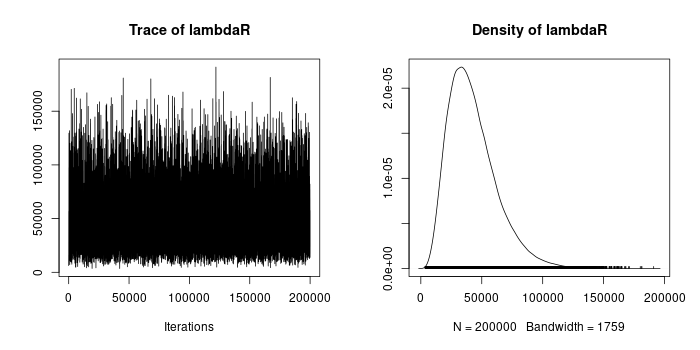 Trace of lambdaR
0 50000 100000 150000
0 50000 100000 150000 200000
Iterations
Density of lambdaR
0.0e+00 1.0e-05 2.0e-05
0 50000 100000 150000 200000
N = 200000 Bandwidth = 1759